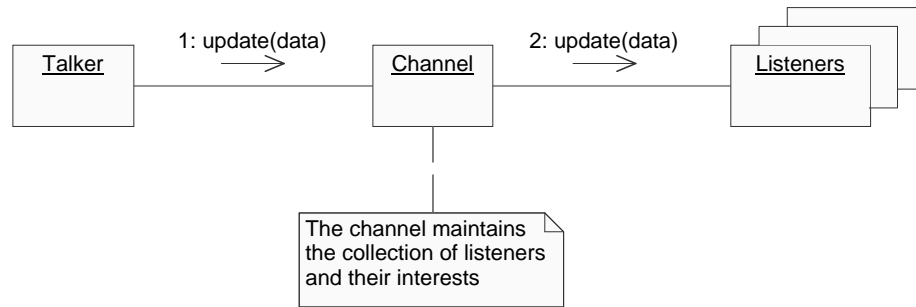 1: update(data)
2: update(data)
Talker
Channel
Listeners
The channel maintains
the collection of listeners
and their interests